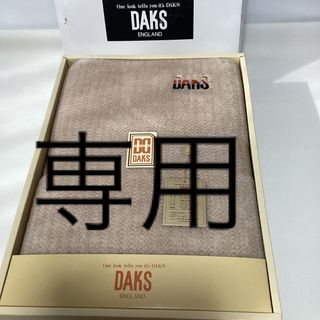 One look tells you it's DAKS
DAKS
ENGLAND
DAKS
DD
DAKS
専用
One look tells you it's DAKS
DAKS
ENGLAND